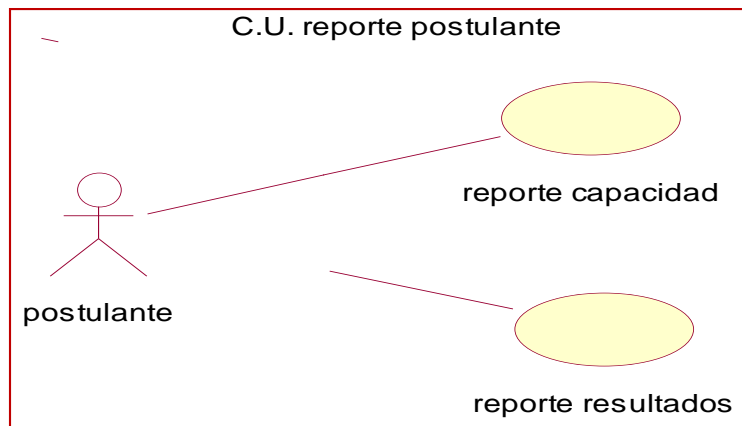 C.U. reporte postulante
reporte capacidad
postulante
reporte resultados